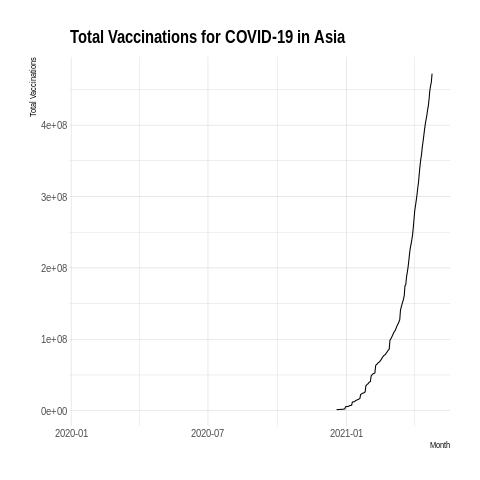 Total Vaccinations for COVID-19 in Asia
Total Vaccinations
4e+08
3e+08
2e+08
1e+08
0e+00
2020-01
2020-07
2021-01
Month